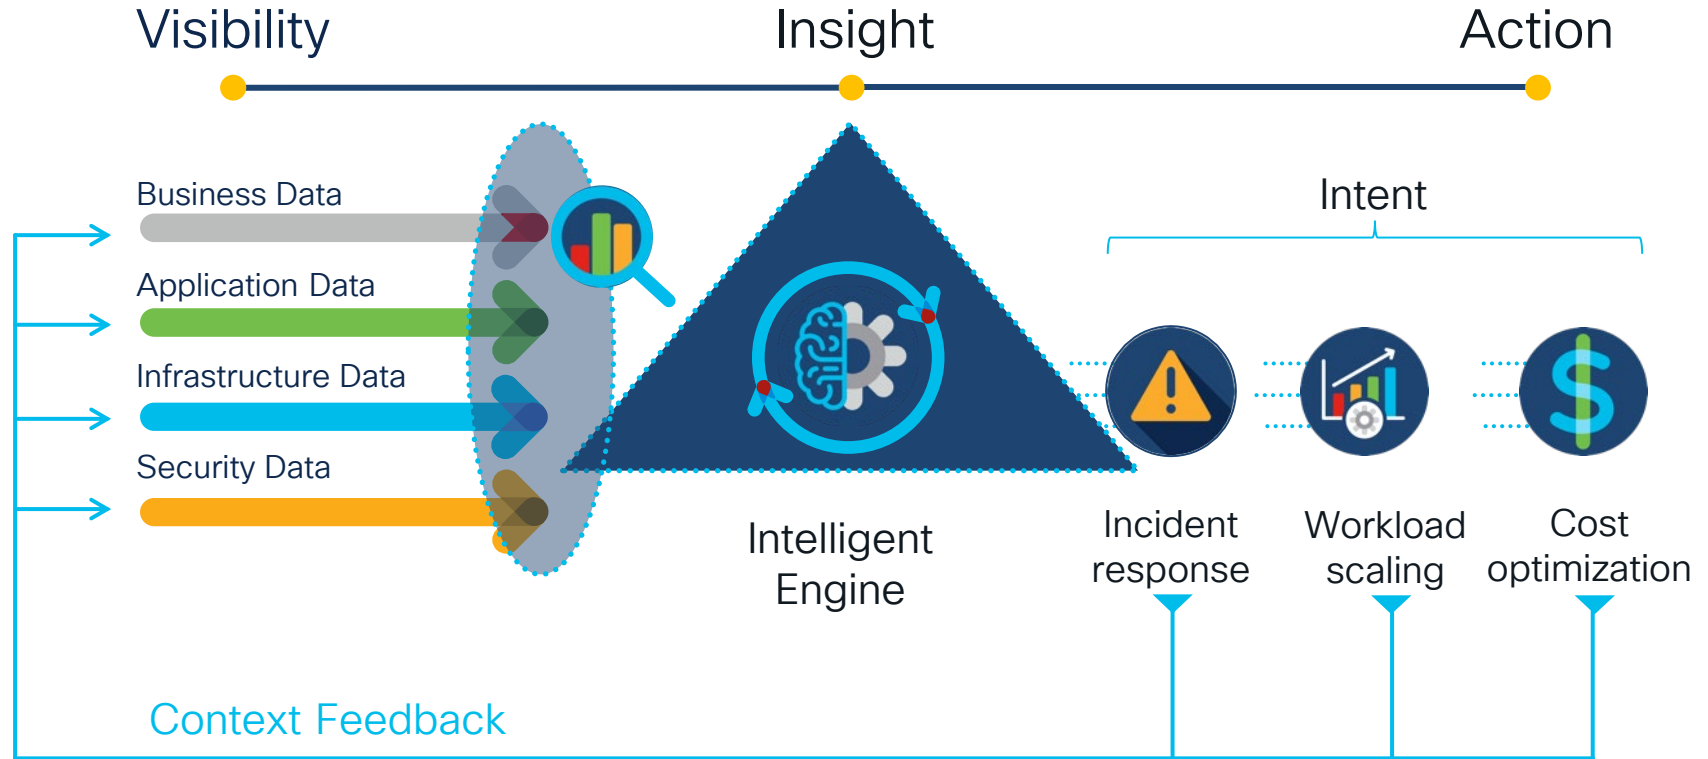 Visibility
Insight
Action
Business Data
Application Data
Infrastructure Data
Security Data
Intelligent
Engine
Intent
Incident
response
Workload
scaling
Cost
optimization
Context Feedback